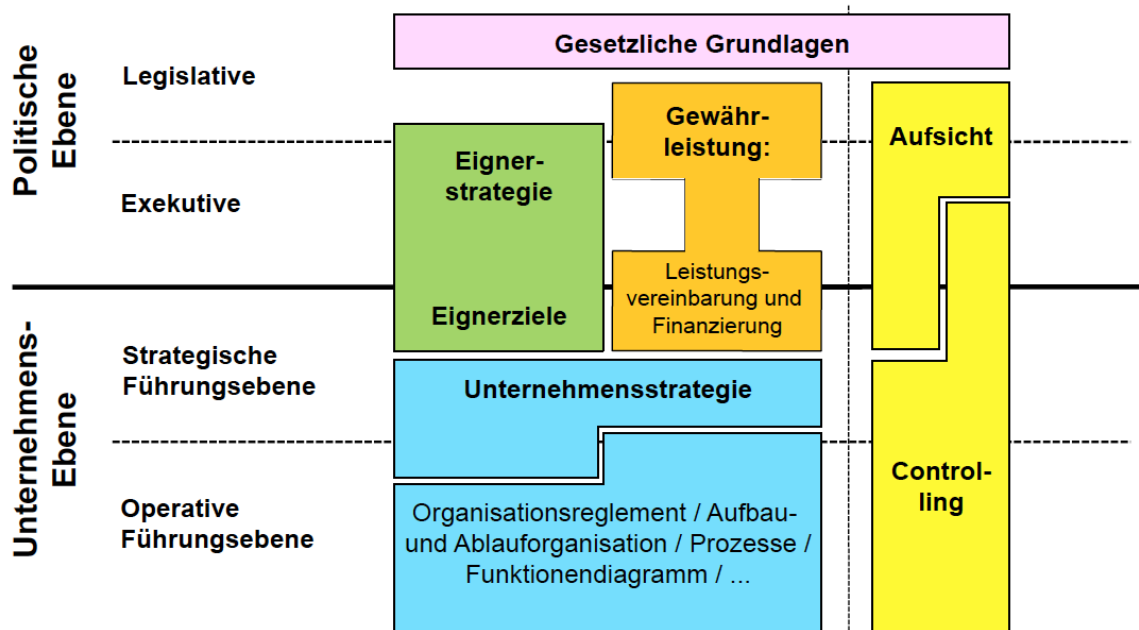 Gesetzliche Grundlagen
Politische
Ebene
Legislative
Exekutive
Eigner-
strategie
Eignerziele
Gewähr-
leistung:
Leistungs-
vereinbarung und
Finanzierung
Aufsicht
Unternehmens-
Ebene
Strategische
Führungsebene
Operative
Führungsebene
Unternehmensstrategie
Organisationsreglement / Aufbau-
und Ablauforganisation / Prozesse /
Funktionendiagramm / ...
Control-
ling